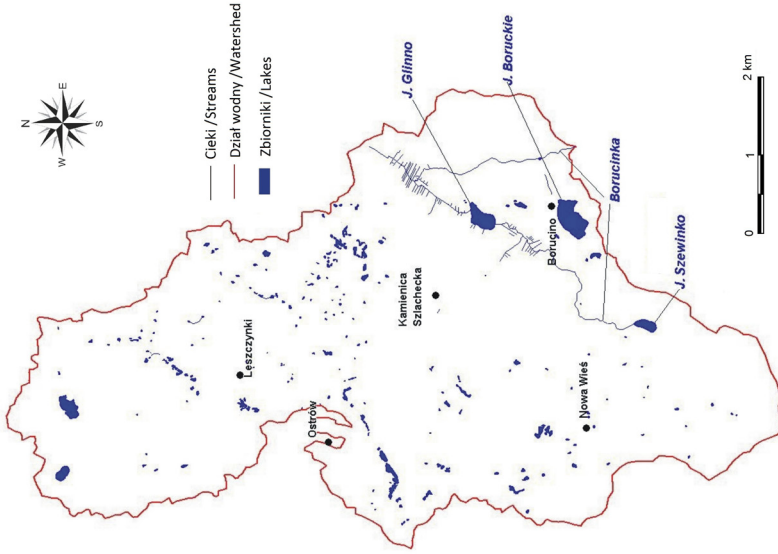 N
W
E
S
Cieki / Streams
Dział wodny / Watershed
Zbiorniki / Lakes
J. Glinno
J. Boruckie
Borucino
Borucinka
J. Szewinko
Kamienica
Szlachecka
Łęszczynki
Ostrów
Nowa Wieś
0
1
2 km